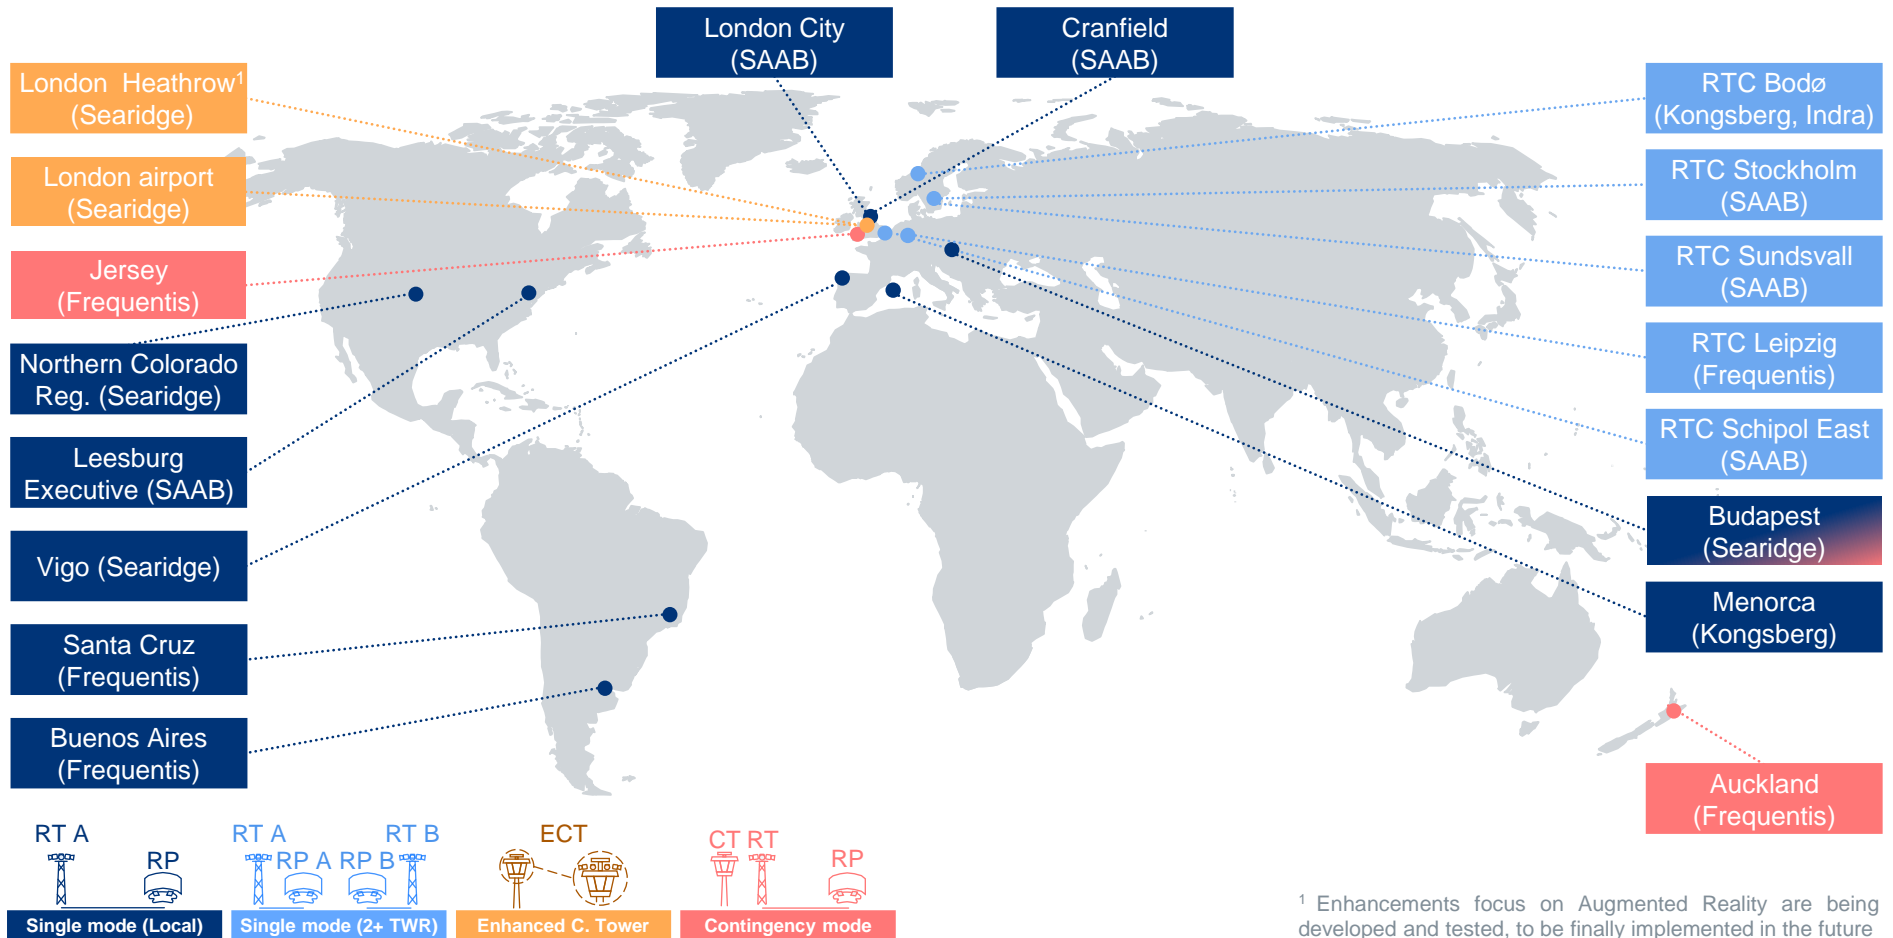 London City
(SAAB)
Cranfield
(SAAB)
London  Heathrow¹
(Searidge)
London airport
(Searidge)
Jersey
(Frequentis)
Northern Colorado
Reg. (Searidge)
Leesburg
Executive (SAAB)
Vigo (Searidge)
Santa Cruz
(Frequentis)
Buenos Aires
(Frequentis)
RTC Bodø
(Kongsberg, Indra)
RTC Stockholm
(SAAB)
RTC Sundsvall
(SAAB)
RTC Leipzig
(Frequentis)
RTC Schipol East
(SAAB)
Budapest
(Searidge)
Menorca
(Kongsberg)
Auckland
(Frequentis)
RT A
RP
Single mode (Local)
RT A
RP A
RP B
RT B
Single mode (2+ TWR)
ECT
Enhanced C. Tower
CT RT
RP
Contingency mode
¹ Enhancements focus on Augmented Reality are being
developed and tested, to be finally implemented in the future